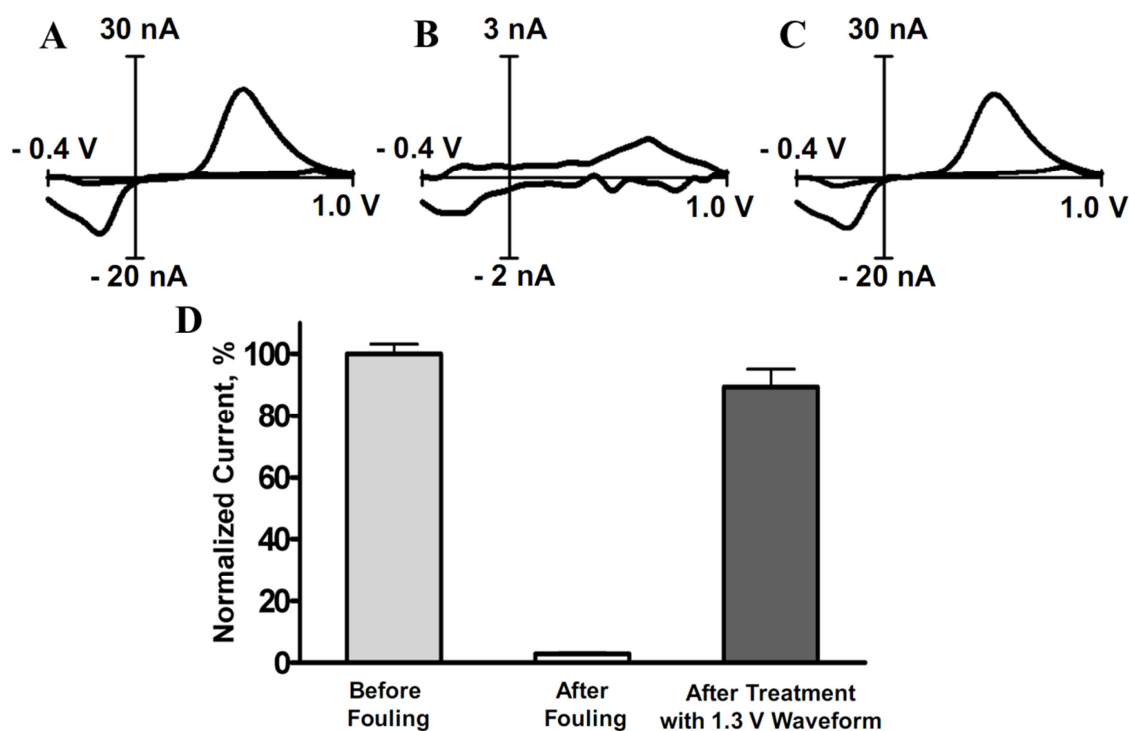 A
30 nA
- 0.4 V
1.0 V
- 20 nA
B
3 nA
- 0.4 V
1.0 V
- 2 nA
C
30 nA
- 0.4 V
1.0 V
- 20 nA
D
Normalized Current, %
100
80
60
40
20
0
Before
Fouling
After
Fouling
After Treatment
with 1.3 V Waveform